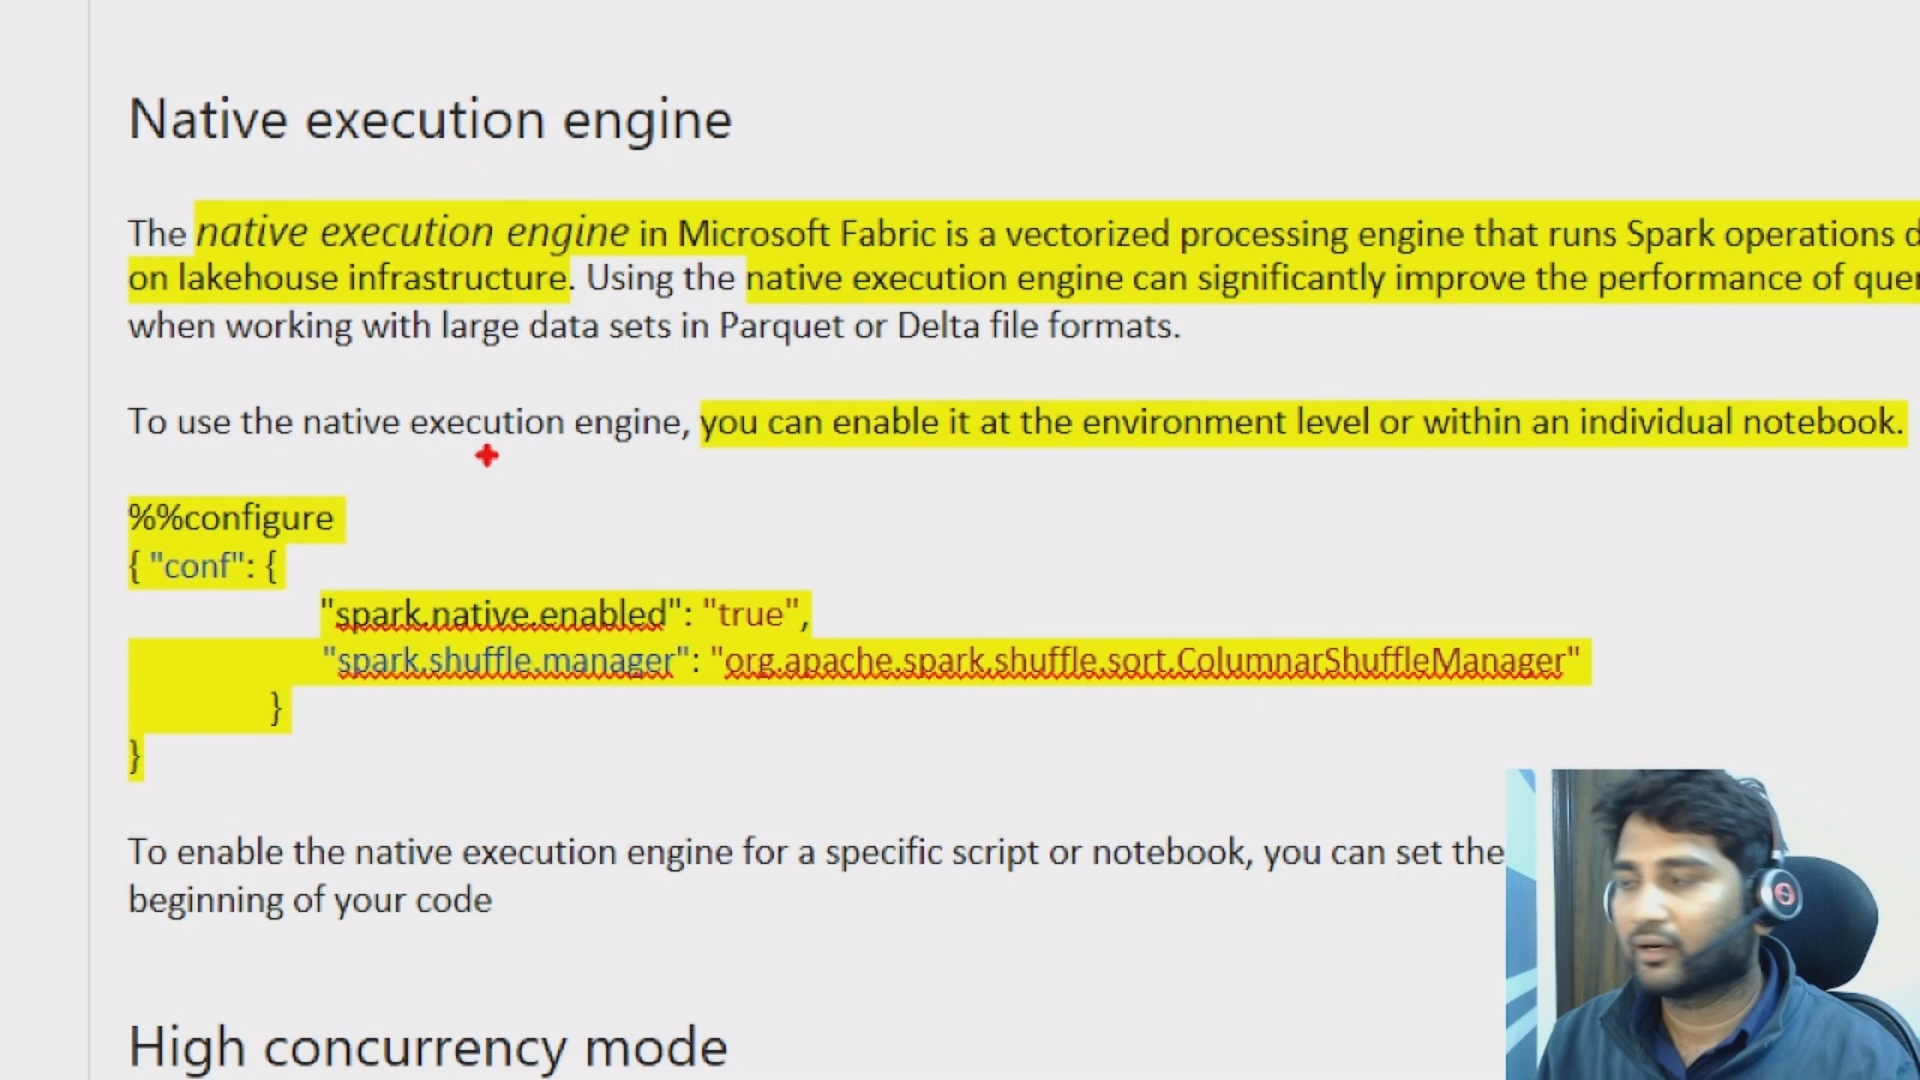 Native execution engine
The native execution engine in Microsoft Fabric is a vectorized processing engine that runs Spark operations
on lakehouse infrastructure. Using the native execution engine can significantly improve the performance of
when working with large data sets in Parquet or Delta file formats.
To use the native execution engine, you can enable it at the environment level or within an individual notebook.
%%configure
{ "conf": {
"spark.native.enabled": "true",
"spark.shuffle.manager": "org.apache.spark.shuffle.sort.ColumnarShuffleManager"
}
}
To enable the native execution engine for a specific script or notebook, you can set the
beginning of your code
High concurrency mode